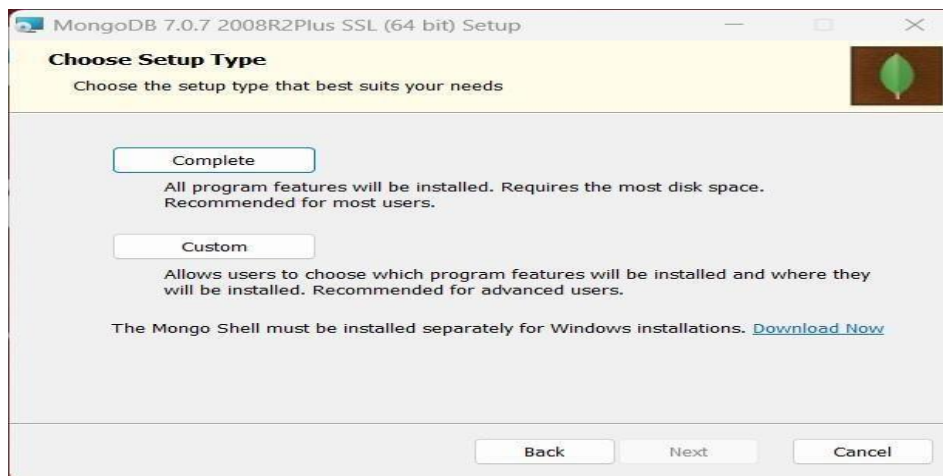 MongoDB 7.0.7 2008R2Plus SSL (64 bit) Setup
Choose Setup Type
Choose the setup type that best suits your needs
Complete
All program features will be installed. Requires the most disk space.
Recommended for most users.
Custom
Allows users to choose which program features will be installed and where they
will be installed. Recommended for advanced users.
The Mongo Shell must be installed separately for Windows installations. Download Now
Back Next Cancel